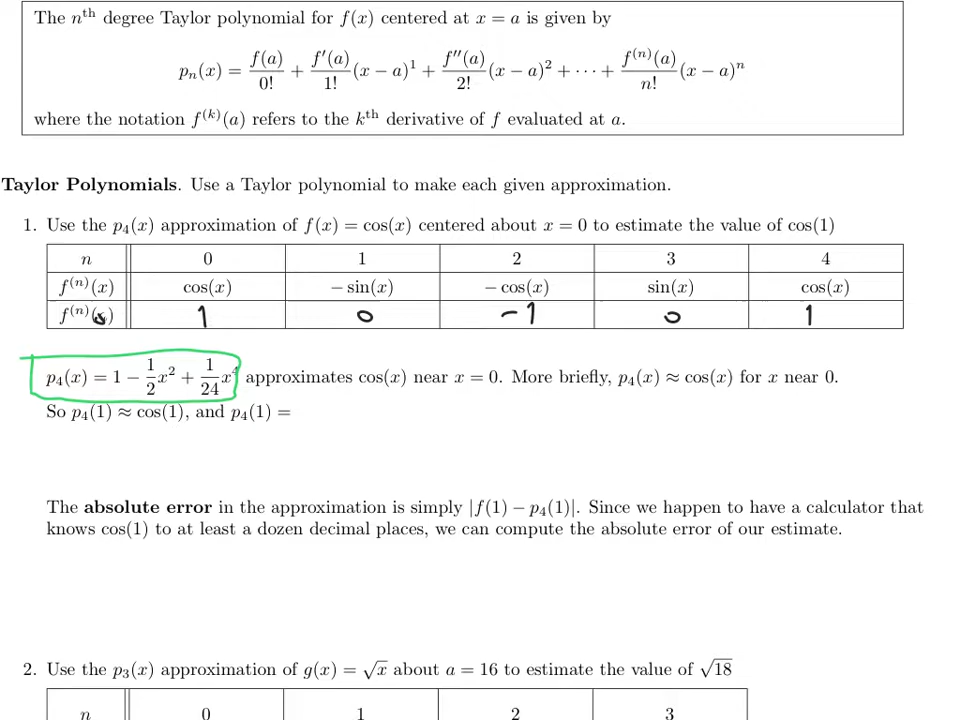 The nᵗʰ degree Taylor polynomial for f(x) centered at x = a is given by
pₙ(x) = f(a)/0! + f′(a)/1! (x − a)¹ + f″(a)/2! (x − a)² + ⋯ + f⁽ⁿ⁾(a)/n! (x − a)ⁿ
where the notation f⁽ᵏ⁾(a) refers to the kᵗʰ derivative of f evaluated at a.
Taylor Polynomials. Use a Taylor polynomial to make each given approximation.
1. Use the p₄(x) approximation of f(x) = cos(x) centered about x = 0 to estimate the value of cos(1)
n 0 1 2 3 4
f⁽ⁿ⁾(x) cos(x) − sin(x) − cos(x) sin(x) cos(x)
f⁽ⁿ⁾( ) 1 0 −1 0 1
p₄(x) = 1 − 1/2 x² + 1/24 x⁴ approximates cos(x) near x = 0. More briefly, p₄(x) ≈ cos(x) for x near 0.
So p₄(1) ≈ cos(1), and p₄(1) =
The absolute error in the approximation is simply |f(1) − p₄(1)|. Since we happen to have a calculator that
knows cos(1) to at least a dozen decimal places, we can compute the absolute error of our estimate.
2. Use the p₃(x) approximation of g(x) = √x about a = 16 to estimate the value of √18
n 0 1 2 3